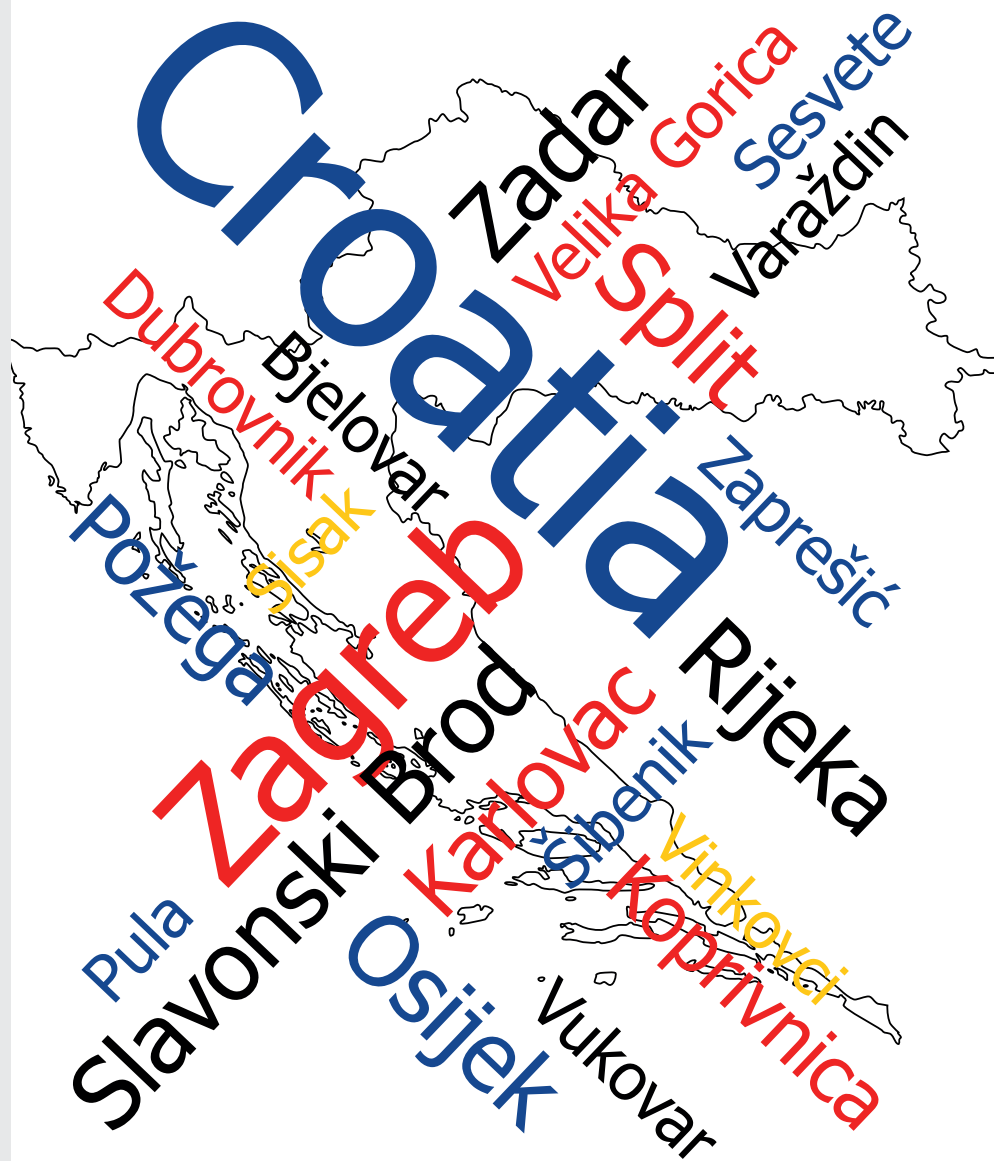 Croatia
Zadar
Velika Gorica
Sesvete
Varaždin
Split
Dubrovnik
Bjelovar
Sisak
Zaprešić
Požega
Zagreb
Rijeka
Slavonski Brod
Karlovac
Šibenik
Vinkovci
Koprivnica
Pula
Osijek
Vukovar